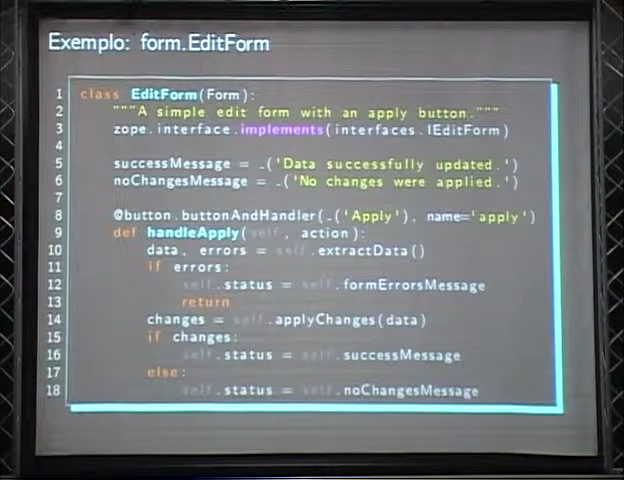 Exemplo: form.EditForm
1 class EditForm(Form):
2 """A simple edit form with an apply button."""
3 zope.interface.implements(interfaces.IEditForm)
4
5 successMessage = _('Data successfully updated.')
6 noChangesMessage = _('No changes were applied.')
7
8 @button.buttonAndHandler(_('Apply'), name='apply')
9 def handleApply(self, action):
10 data, errors = self.extractData()
11 if errors:
12 self.status = self.formErrorsMessage
13 return
14 changes = self.applyChanges(data)
15 if changes:
16 self.status = self.successMessage
17 else:
18 self.status = self.noChangesMessage